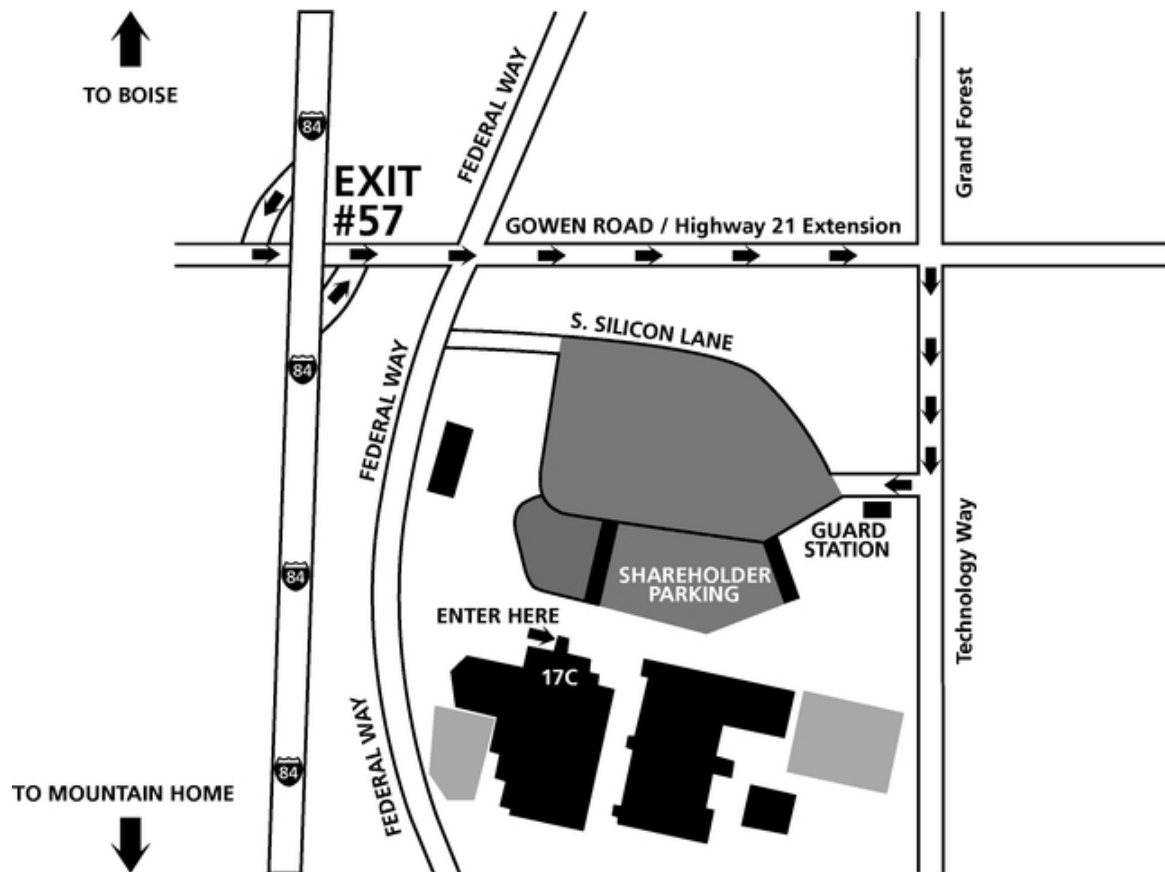 TO BOISE
84
EXIT
#57
FEDERAL WAY
Grand Forest
GOWEN ROAD / Highway 21 Extension
S. SILICON LANE
84
FEDERAL WAY
GUARD
STATION
Technology Way
SHAREHOLDER
PARKING
84
ENTER HERE
17C
FEDERAL WAY
84
TO MOUNTAIN HOME